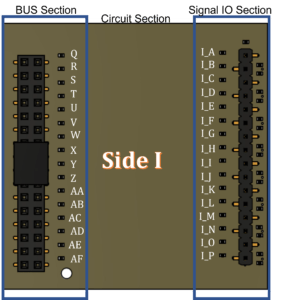 BUS Section
Circuit Section
Signal IO Section
Q
R
S
T
U
V
W
X
Y
Z
AA
AB
AC
AD
AE
AF
Side I
I_A
I_B
I_C
I_D
I_E
I_F
I_G
I_H
I_I
I_J
I_K
I_L
I_M
I_N
I_O
I_P